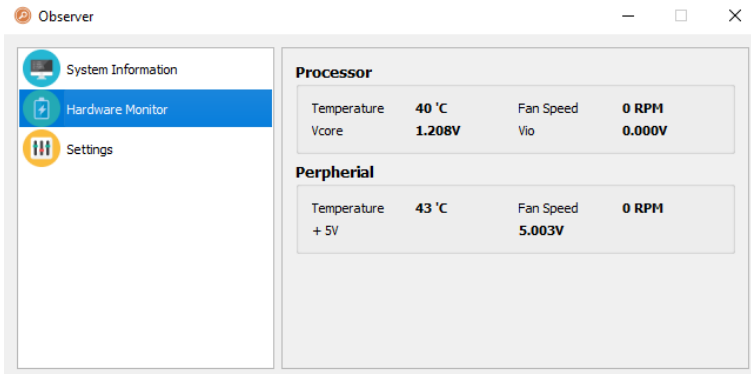 Observer
System Information
Hardware Monitor
Settings
Processor
Temperature 40 'C Fan Speed 0 RPM
Vcore 1.208V Vio 0.000V
Perpherial
Temperature 43 'C Fan Speed 0 RPM
+ 5V 5.003V